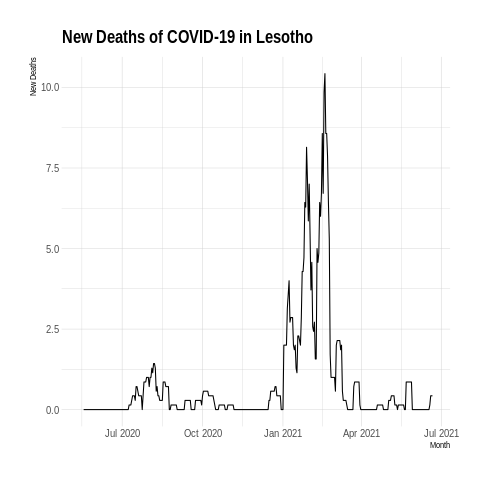 New Deaths of COVID-19 in Lesotho
New Deaths
10.0
7.5
5.0
2.5
0.0
Jul 2020
Oct 2020
Jan 2021
Apr 2021
Jul 2021
Month